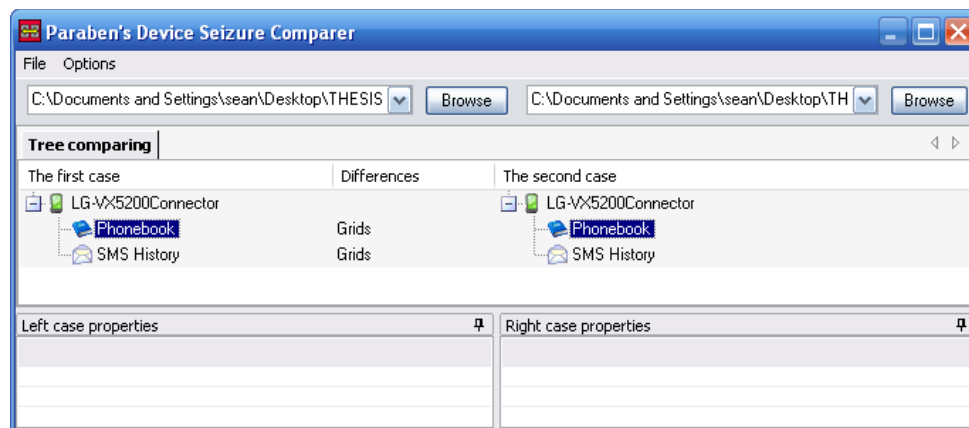 Paraben's Device Seizure Comparer
File Options
C:\Documents and Settings\sean\Desktop\THESIS Browse C:\Documents and Settings\sean\Desktop\TH Browse
Tree comparing
The first case Differences The second case
LG-VX5200Connector LG-VX5200Connector
Phonebook Grids Phonebook
SMS History Grids SMS History
Left case properties Right case properties